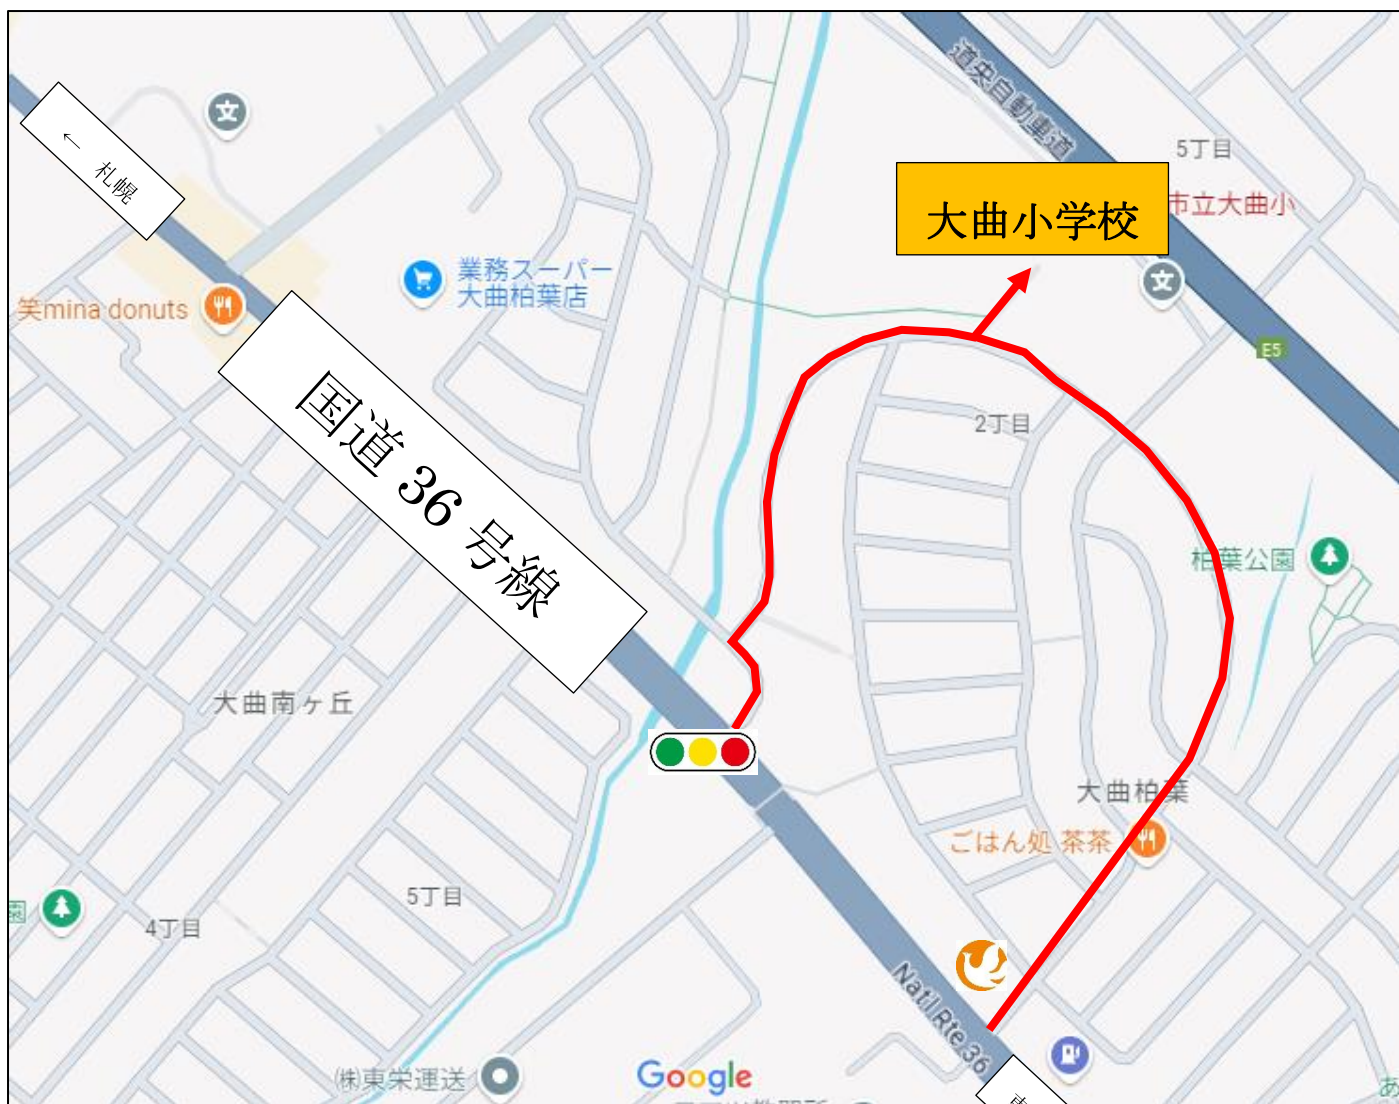 道央自動車道
5丁目
← 札幌
大曲小学校
市立大曲小
文
業務スーパー
大曲柏葉店
文
笑mina donuts
E5
国道 36 号線
2丁目
柏葉公園
大曲南ヶ丘
大曲柏葉
ごはん処 茶茶
5丁目
4丁目
園
Nat'l Rte 36
Google
(株)東栄運送
あ